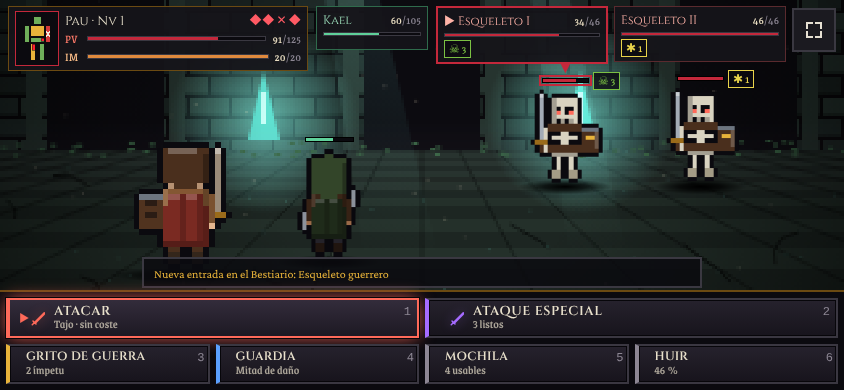 Pau · Nv 1
PV 91/125
IM 20/20
Kael 60/105
Esqueleto I 34/46
3
Esqueleto II 46/46
1
3
1
Nueva entrada en el Bestiario: Esqueleto guerrero
ATACAR 1
Tajo · sin coste
ATAQUE ESPECIAL 2
3 listos
GRITO DE GUERRA 3
2 ímpetu
GUARDIA 4
Mitad de daño
MOCHILA 5
4 usables
HUIR 6
46 %